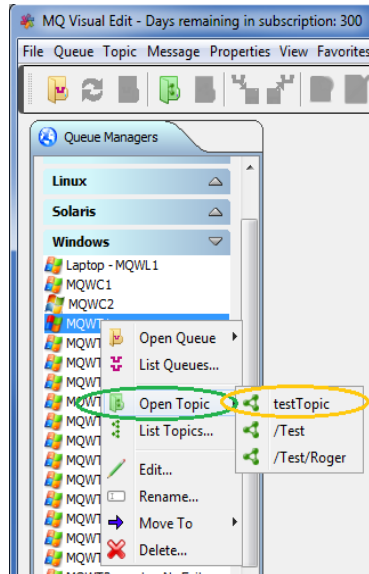 MQ Visual Edit - Days remaining in subscription: 300
File Queue Topic Message Properties View Favorites
Queue Managers
Linux
Solaris
Windows
Laptop - MQWL1
MQWC1
MQWC2
Open Queue
List Queues...
Open Topic
List Topics...
Edit...
Rename...
Move To
Delete...
testTopic
/Test
/Test/Roger